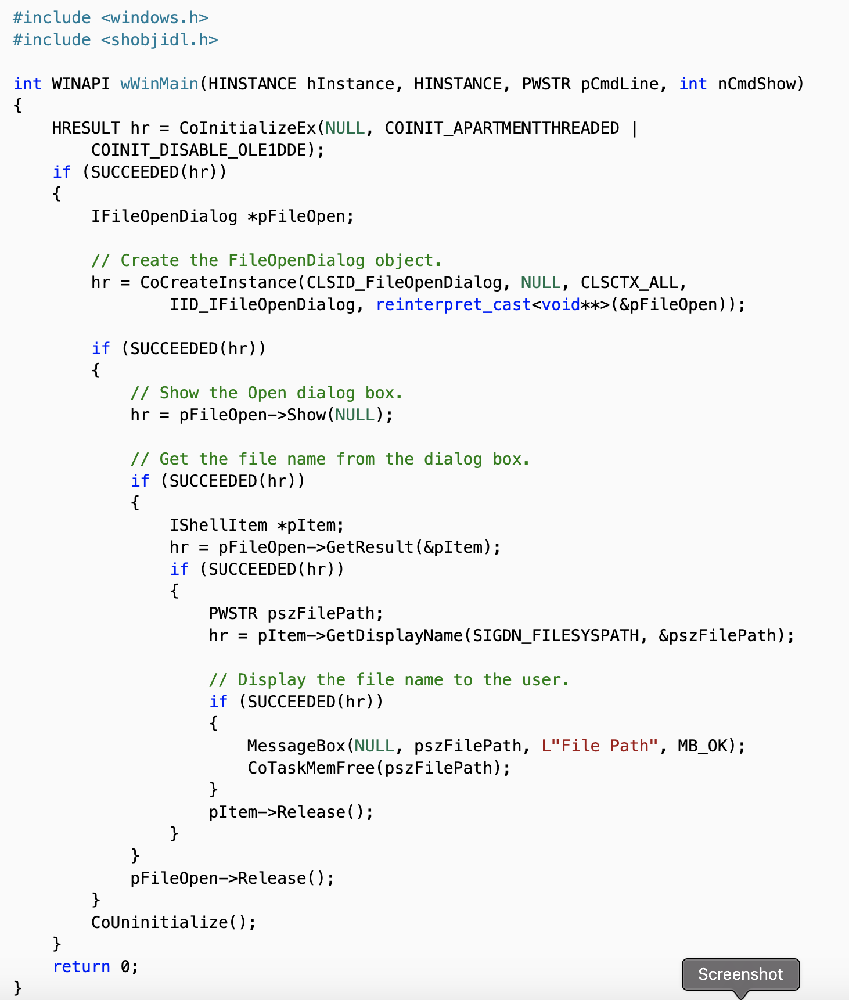 #include <windows.h>
#include <shobjidl.h>

int WINAPI wWinMain(HINSTANCE hInstance, HINSTANCE, PWSTR pCmdLine, int nCmdShow)
{
    HRESULT hr = CoInitializeEx(NULL, COINIT_APARTMENTTHREADED |
        COINIT_DISABLE_OLE1DDE);
    if (SUCCEEDED(hr))
    {
        IFileOpenDialog *pFileOpen;

        // Create the FileOpenDialog object.
        hr = CoCreateInstance(CLSID_FileOpenDialog, NULL, CLSCTX_ALL,
                IID_IFileOpenDialog, reinterpret_cast<void**>(&pFileOpen));

        if (SUCCEEDED(hr))
        {
            // Show the Open dialog box.
            hr = pFileOpen->Show(NULL);

            // Get the file name from the dialog box.
            if (SUCCEEDED(hr))
            {
                IShellItem *pItem;
                hr = pFileOpen->GetResult(&pItem);
                if (SUCCEEDED(hr))
                {
                    PWSTR pszFilePath;
                    hr = pItem->GetDisplayName(SIGDN_FILESYSPATH, &pszFilePath);

                    // Display the file name to the user.
                    if (SUCCEEDED(hr))
                    {
                        MessageBox(NULL, pszFilePath, L"File Path", MB_OK);
                        CoTaskMemFree(pszFilePath);
                    }
                    pItem->Release();
                }
            }
            pFileOpen->Release();
        }
        CoUninitialize();
    }
    return 0;
}
Screenshot